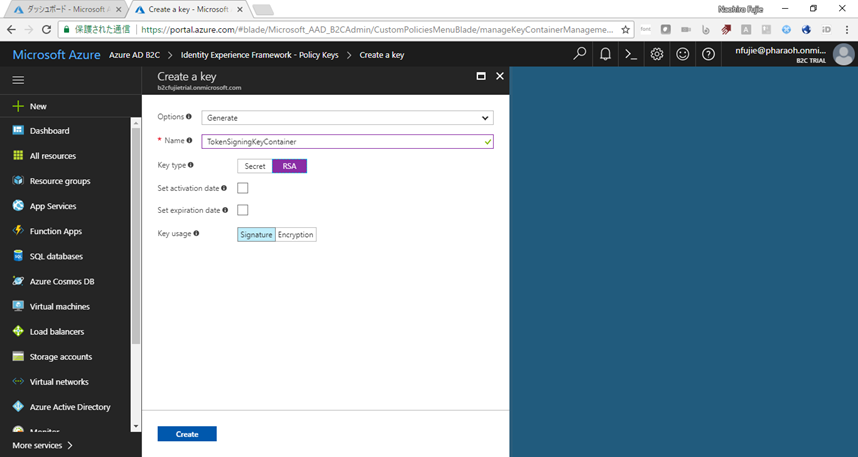 Naohiro Fujie
ダッシュボード - Microsoft A
Create a key - Microsoft
保護された通信 https://portal.azure.com/#blade/Microsoft_AAD_B2CAdmin/CustomPoliciesMenuBlade/manageKeyContainerManageme...
Microsoft Azure Azure AD B2C > Identity Experience Framework - Policy Keys > Create a key
nfujie@pharaoh.onmi...
B2C TRIAL
Create a key
b2cfujietrial.onmicrosoft.com
New
Dashboard
All resources
Resource groups
App Services
Function Apps
SQL databases
Azure Cosmos DB
Virtual machines
Load balancers
Storage accounts
Virtual networks
Azure Active Directory
Monitor
More services >
Options Generate
* Name TokenSigningKeyContainer
Key type Secret RSA
Set activation date
Set expiration date
Key usage Signature Encryption
Create